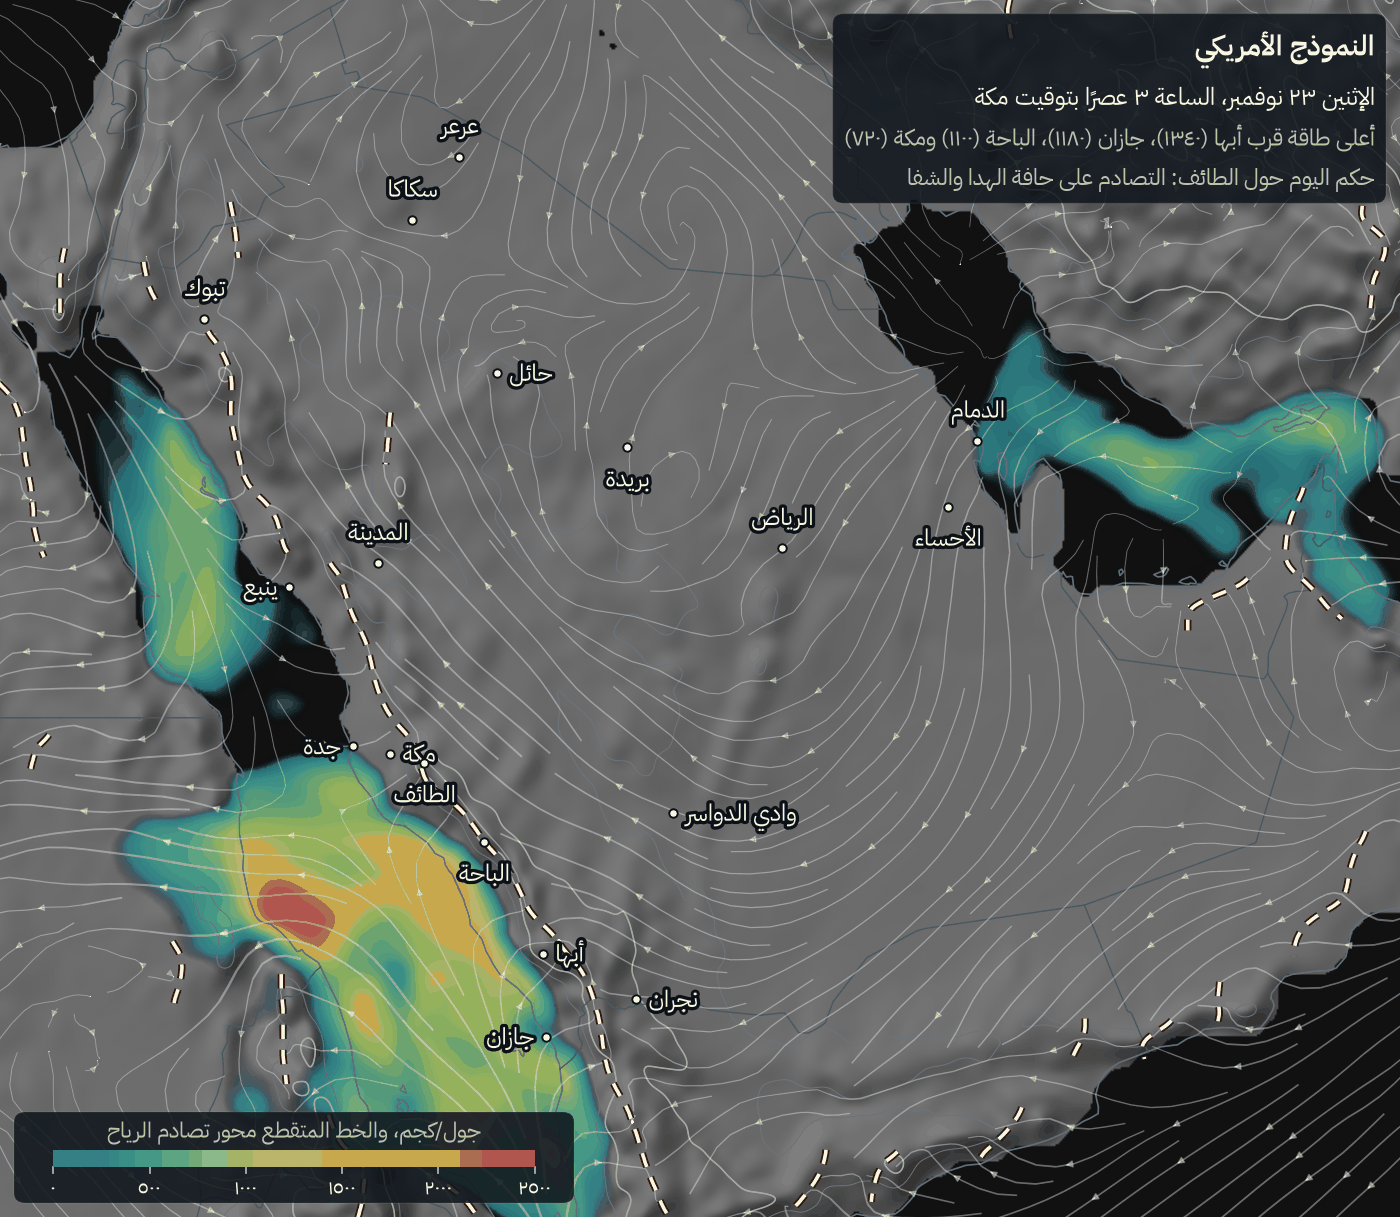 النموذج الأمريكي
الإثنين ٢٣ نوفمبر، الساعة ٣ عصرًا بتوقيت مكة
أعلى طاقة قرب أبها (١٣٤٠)، جازان (١١٨٠)، الباحة (١١٠٠) ومكة (٧٢٠)
حكم اليوم حول الطائف: التصادم على حافة الهدا والشفا
عرعر
سكاكا
تبوك
حائل
الدمام
بريدة
الرياض
المدينة
الأحساء
ينبع
جدة
مكة
الطائف
وادي الدواسر
الباحة
أبها
نجران
جازان
جول/كجم، والخط المتقطع محور تصادم الرياح
٠ ٥٠٠ ١٠٠٠ ١٥٠٠ ٢٠٠٠ ٢٥٠٠